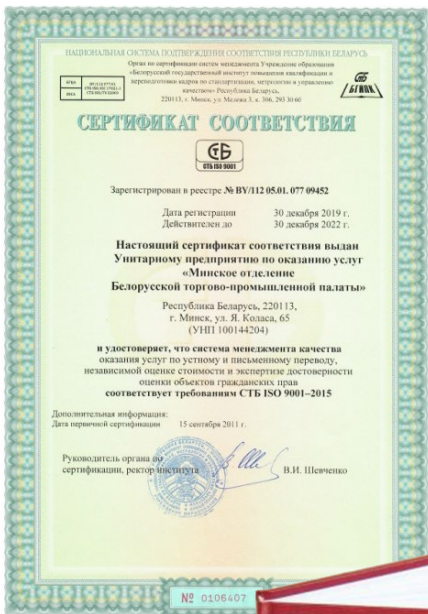 НАЦИОНАЛЬНАЯ СИСТЕМА ПОДТВЕРЖДЕНИЯ СООТВЕТСТВИЯ РЕСПУБЛИКИ БЕЛАРУСЬ
Орган по сертификации систем менеджмента Учреждение образования
«Белорусский государственный институт повышения квалификации и
переподготовки кадров по стандартизации, метрологии и управлению
качеством» Республика Беларусь,
220113, г. Минск, ул. Мележа 3, к. 306, 293 30 60
БГИПК
СЕРТИФИКАТ СООТВЕТСТВИЯ
СТБ ISO 9001
Зарегистрирован в реестре № BY/112 05.01. 077 09452
Дата регистрации 30 декабря 2019 г.
Действителен до 30 декабря 2022 г.
Настоящий сертификат соответствия выдан
Унитарному предприятию по оказанию услуг
«Минское отделение
Белорусской торгово-промышленной палаты»
Республика Беларусь, 220113,
г. Минск, ул. Я. Коласа, 65
(УНП 100144204)
и удостоверяет, что система менеджмента качества
оказания услуг по устному и письменному переводу,
независимой оценке стоимости и экспертизе достоверности
оценки объектов гражданских прав
соответствует требованиям СТБ ISO 9001–2015
Дополнительная информация:
Дата первичной сертификации 15 сентября 2011 г.
Руководитель органа по
сертификации, ректор института В.И. Шевченко
№ 0106407